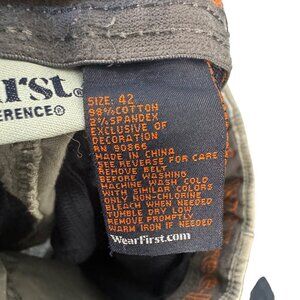 irst.
FERENCE®
SIZE: 42
98% COTTON
2% SPANDEX
EXCLUSIVE OF
DECORATION
RN 90866
MADE IN CHINA
SEE REVERSE FOR CARE
REMOVE BELT
BEFORE WASHING
MACHINE WASH COLD
WITH SIMILAR COLORS
ONLY NON-CHLORINE
BLEACH WHEN NEEDED
TUMBLE DRY LOW
REMOVE PROMPTLY
WARM IRON IF NEEDED
WearFirst.com